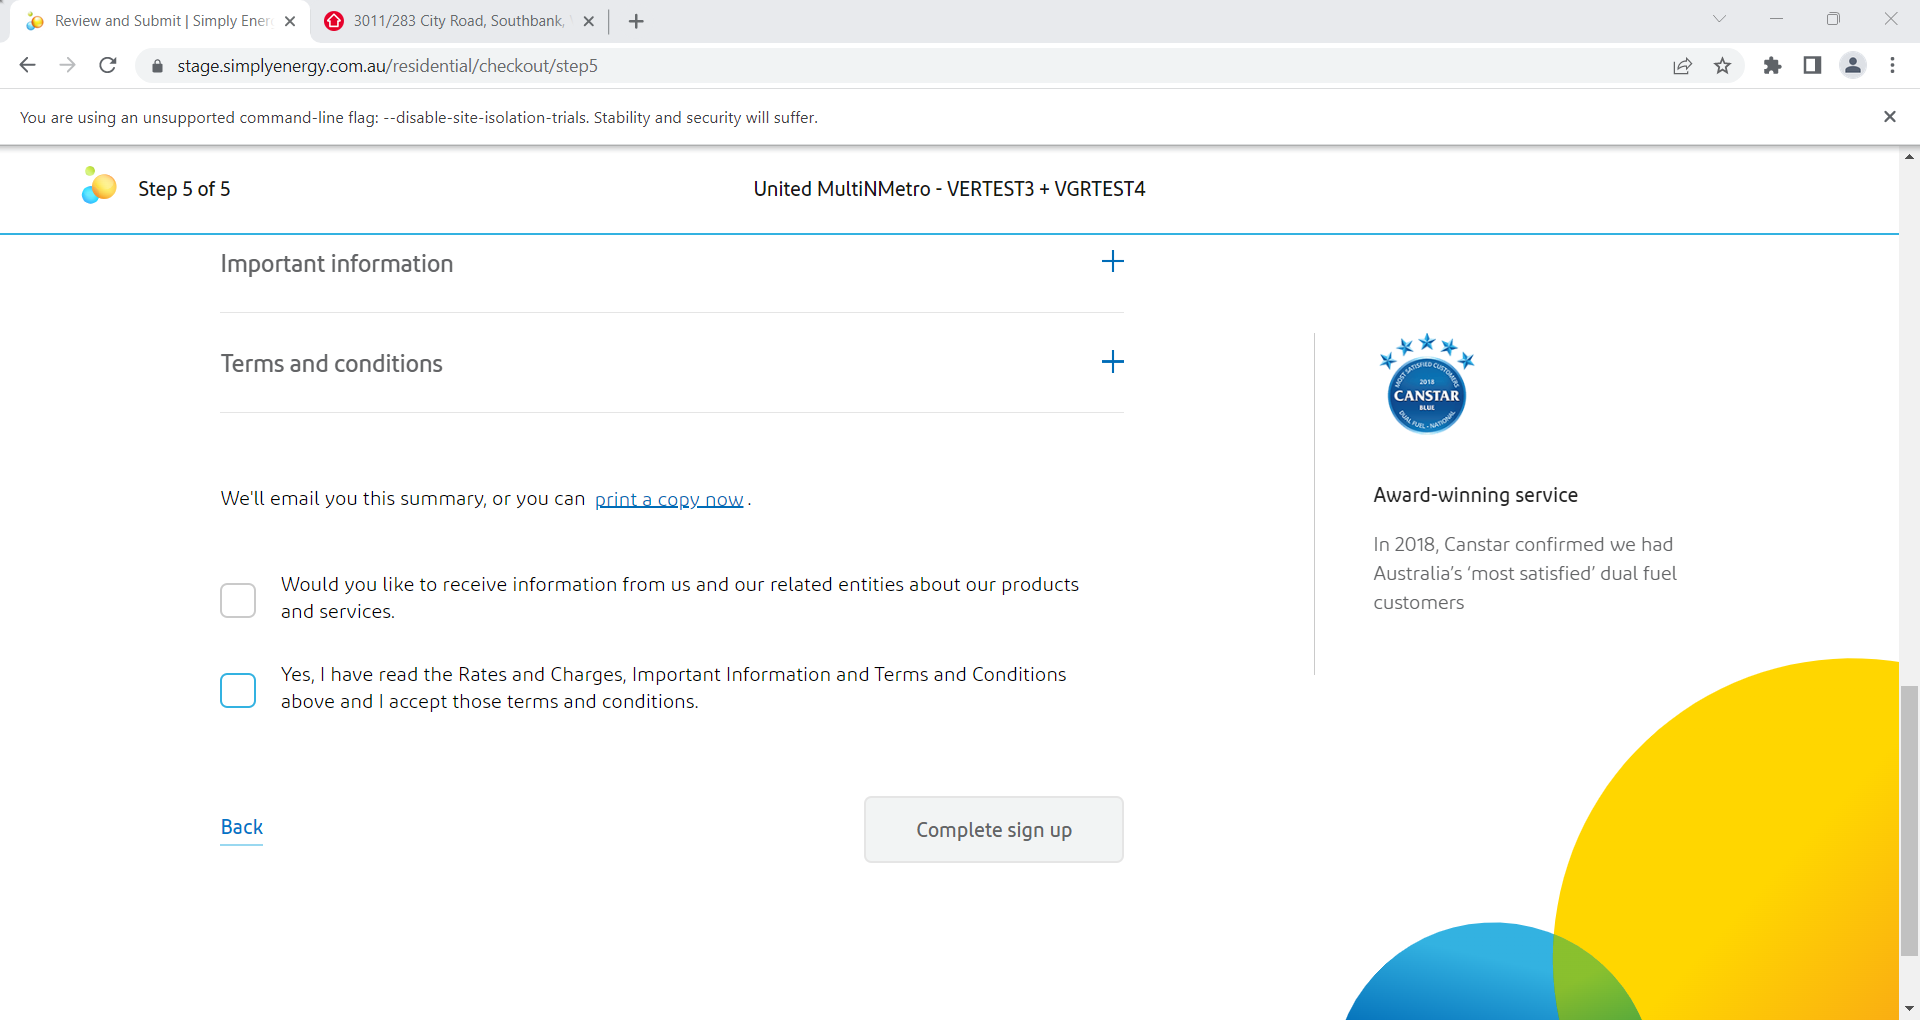 Review and Submit | Simply Ener
3011/283 City Road, Southbank,
stage.simplyenergy.com.au/residential/checkout/step5
You are using an unsupported command-line flag: --disable-site-isolation-trials. Stability and security will suffer.
Step 5 of 5
United MultiNMetro - VERTEST3 + VGRTEST4
Important information
Terms and conditions
MOST SATISFIED CUSTOMERS
2018
CANSTAR
BLUE
DUAL FUEL - NATIONAL
We'll email you this summary, or you can print a copy now.
Award-winning service
In 2018, Canstar confirmed we had
Australia's ‘most satisfied’ dual fuel
customers
Would you like to receive information from us and our related entities about our products
and services.
Yes, I have read the Rates and Charges, Important Information and Terms and Conditions
above and I accept those terms and conditions.
Back
Complete sign up